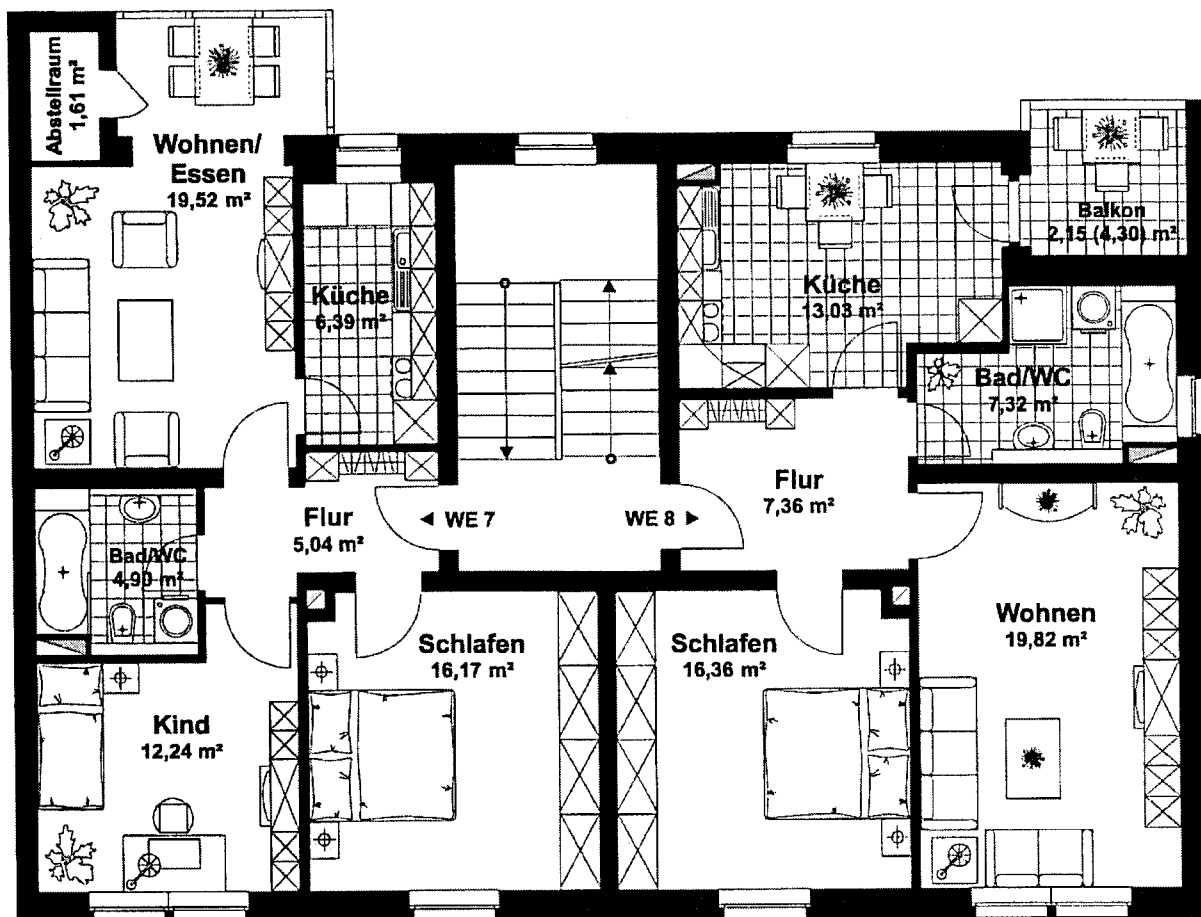 Abstellraum
1,61 m²
Wohnen/
Essen
19,52 m²
Küche
6,39 m²
Küche
13,03 m²
Balkon
2,15 (4,30) m²
Bad/WC
7,32 m²
Flur
5,04 m²
WE 7
WE 8
Flur
7,36 m²
Bad/WC
4,90 m²
Schlafen
16,17 m²
Schlafen
16,36 m²
Wohnen
19,82 m²
Kind
12,24 m²